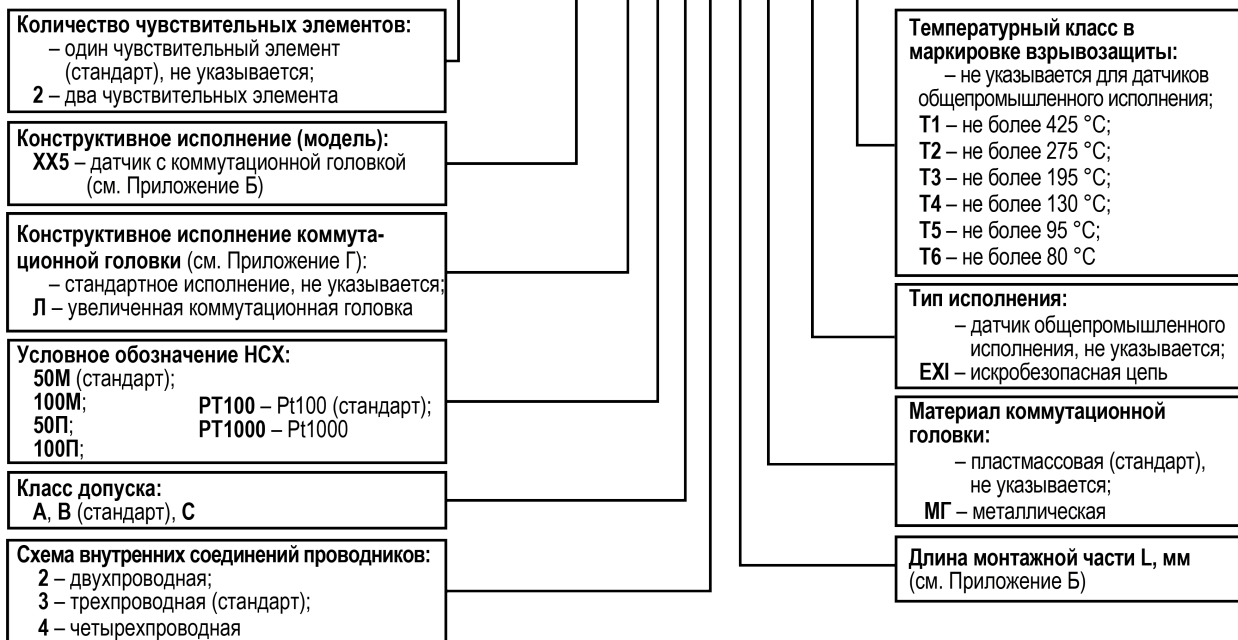 Количество чувствительных элементов:
– один чувствительный элемент
(стандарт), не указывается;
2 – два чувствительных элемента
Конструктивное исполнение (модель):
ХХ5 – датчик с коммутационной головкой
(см. Приложение Б)
Конструктивное исполнение коммута-
ционной головки (см. Приложение Г):
– стандартное исполнение, не указывается;
Л – увеличенная коммутационная головка
Условное обозначение НСХ:
50М (стандарт);
100М;
50П;
100П;
PT100 – Pt100 (стандарт);
PT1000 – Pt1000
Класс допуска:
А, В (стандарт), С
Схема внутренних соединений проводников:
2 – двухпроводная;
3 – трехпроводная (стандарт);
4 – четырехпроводная
Температурный класс в
маркировке взрывозащиты:
– не указывается для датчиков
общепромышленного исполнения;
Т1 – не более 425 °С;
Т2 – не более 275 °С;
Т3 – не более 195 °С;
Т4 – не более 130 °С;
Т5 – не более 95 °С;
Т6 – не более 80 °С
Тип исполнения:
– датчик общепромышленного
исполнения, не указывается;
EXI – искробезопасная цепь
Материал коммутационной
головки:
– пластмассовая (стандарт),
не указывается;
МГ – металлическая
Длина монтажной части L, мм
(см. Приложение Б)